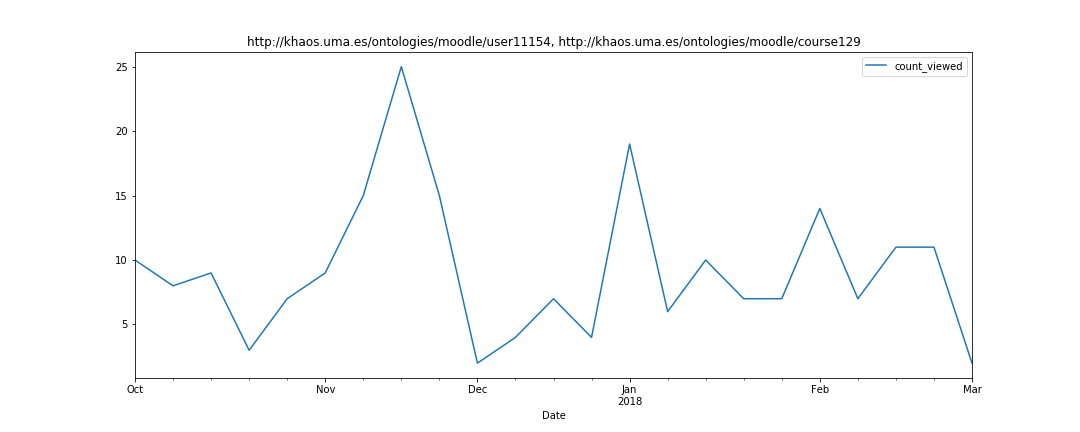 http://khaos.uma.es/ontologies/moodle/user11154, http://khaos.uma.es/ontologies/moodle/course129
count_viewed
25
20
15
10
5
Oct Nov Dec Jan Feb Mar
2018
Date